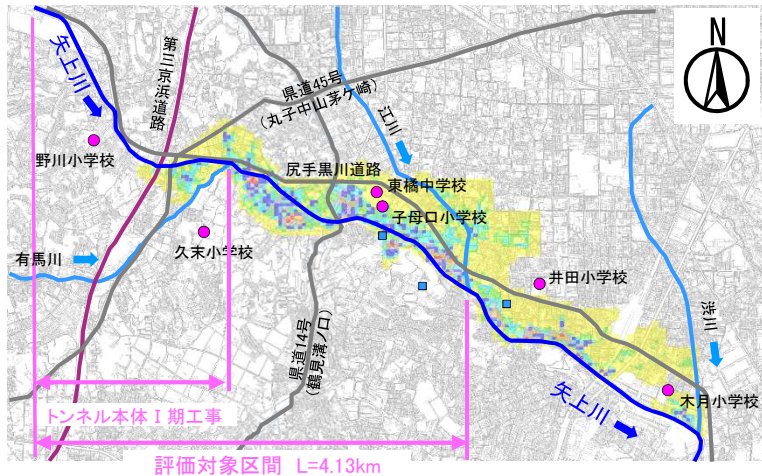 N
矢上川
第三京浜道路
県道45号
(丸子中山茅ケ崎)
江川
野川小学校
尻手黒川道路
東橘中学校
子母口小学校
久末小学校
有馬川
井田小学校
渋川
県道14号
(鶴見溝ノ口)
矢上川
木月小学校
トンネル本体Ⅰ期工事
評価対象区間 L=4.13km